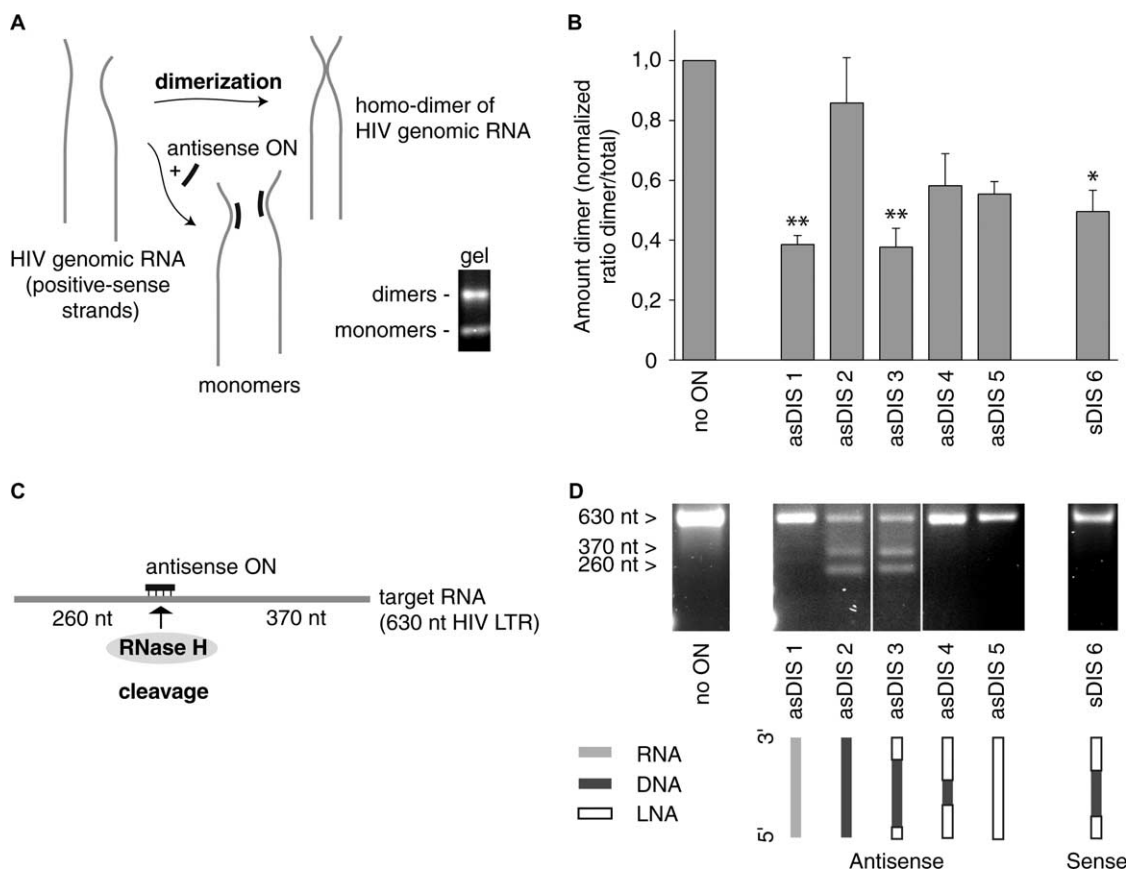 A
dimerization
homo-dimer of
HIV genomic RNA
antisense ON
+
HIV genomic RNA
(positive-sense
strands)
gel
dimers -
monomers -
monomers
B
Amount dimer (normalized
ratio dimer/total)
1,0
0,8
0,6
0,4
0,2
0
**
**
*
no ON
asDIS 1
asDIS 2
asDIS 3
asDIS 4
asDIS 5
sDIS 6
C
antisense ON
260 nt
370 nt
target RNA
(630 nt HIV LTR)
RNase H
cleavage
D
630 nt >
370 nt >
260 nt >
no ON
asDIS 1
asDIS 2
asDIS 3
asDIS 4
asDIS 5
sDIS 6
RNA
DNA
LNA
3'
5'
Antisense
Sense